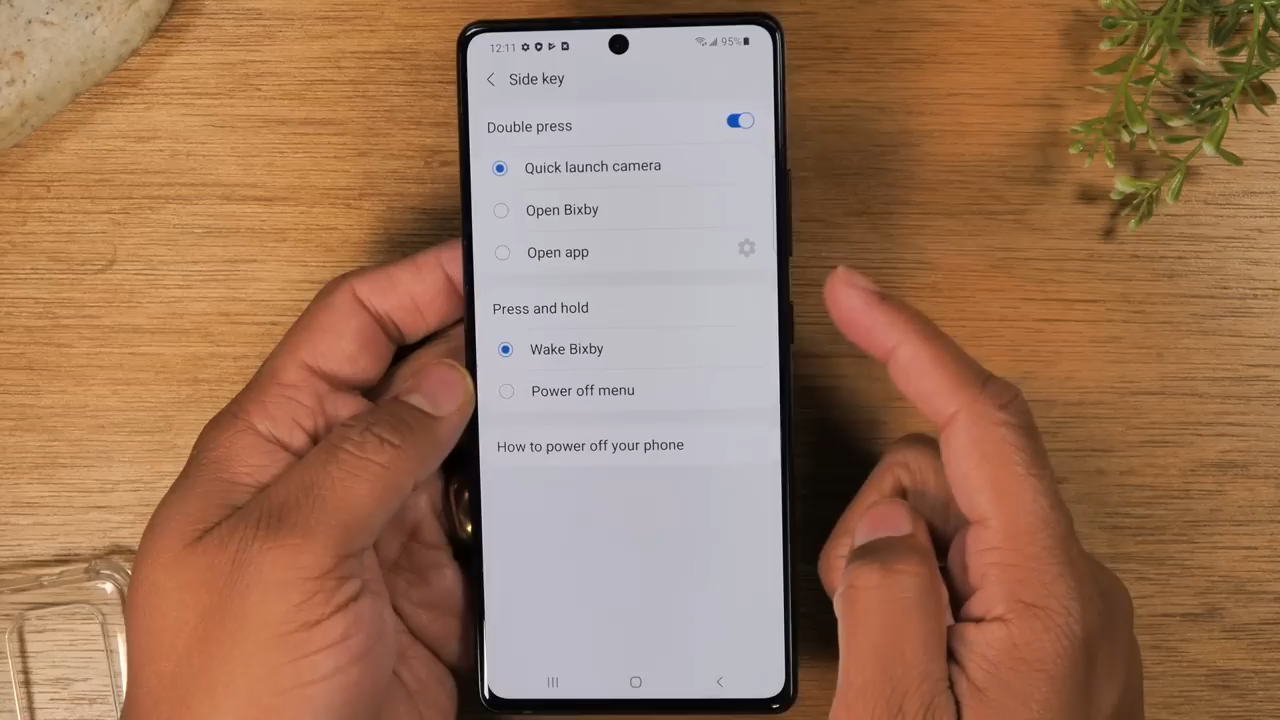 12:11 95%
Side key
Double press
Quick launch camera
Open Bixby
Open app
Press and hold
Wake Bixby
Power off menu
How to power off your phone